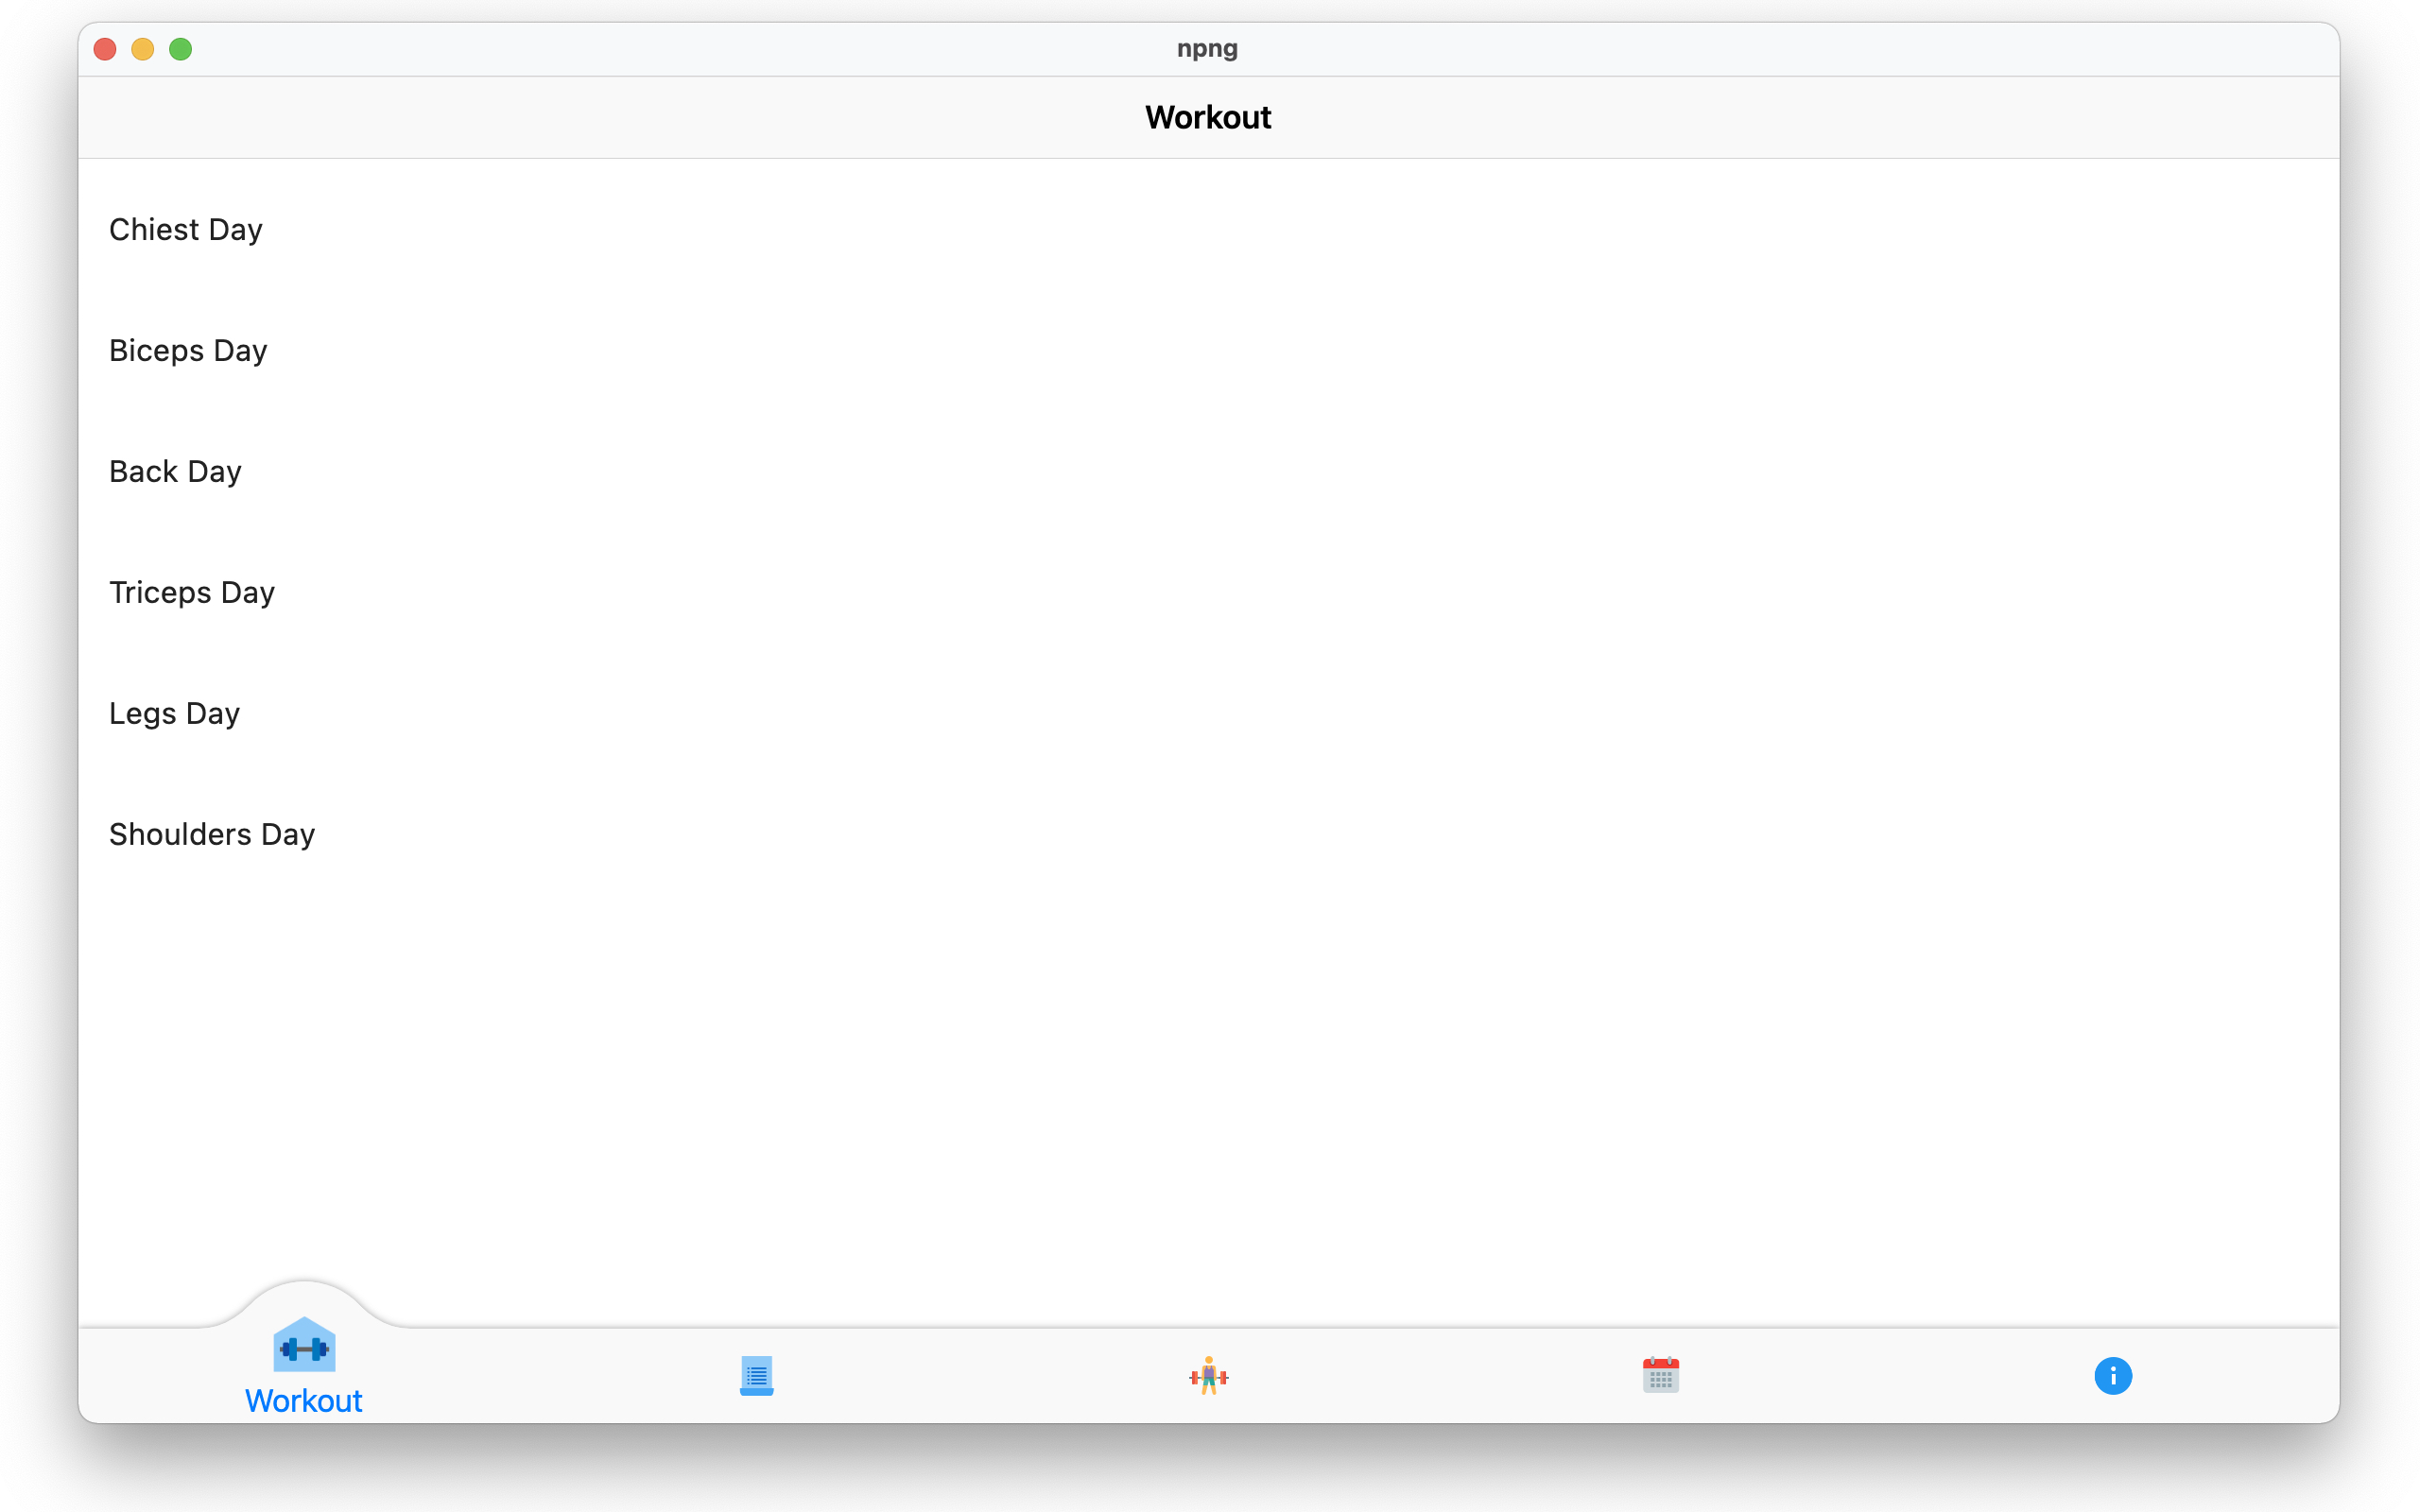 npng
Workout
Chiest Day
Biceps Day
Back Day
Triceps Day
Legs Day
Shoulders Day
Workout